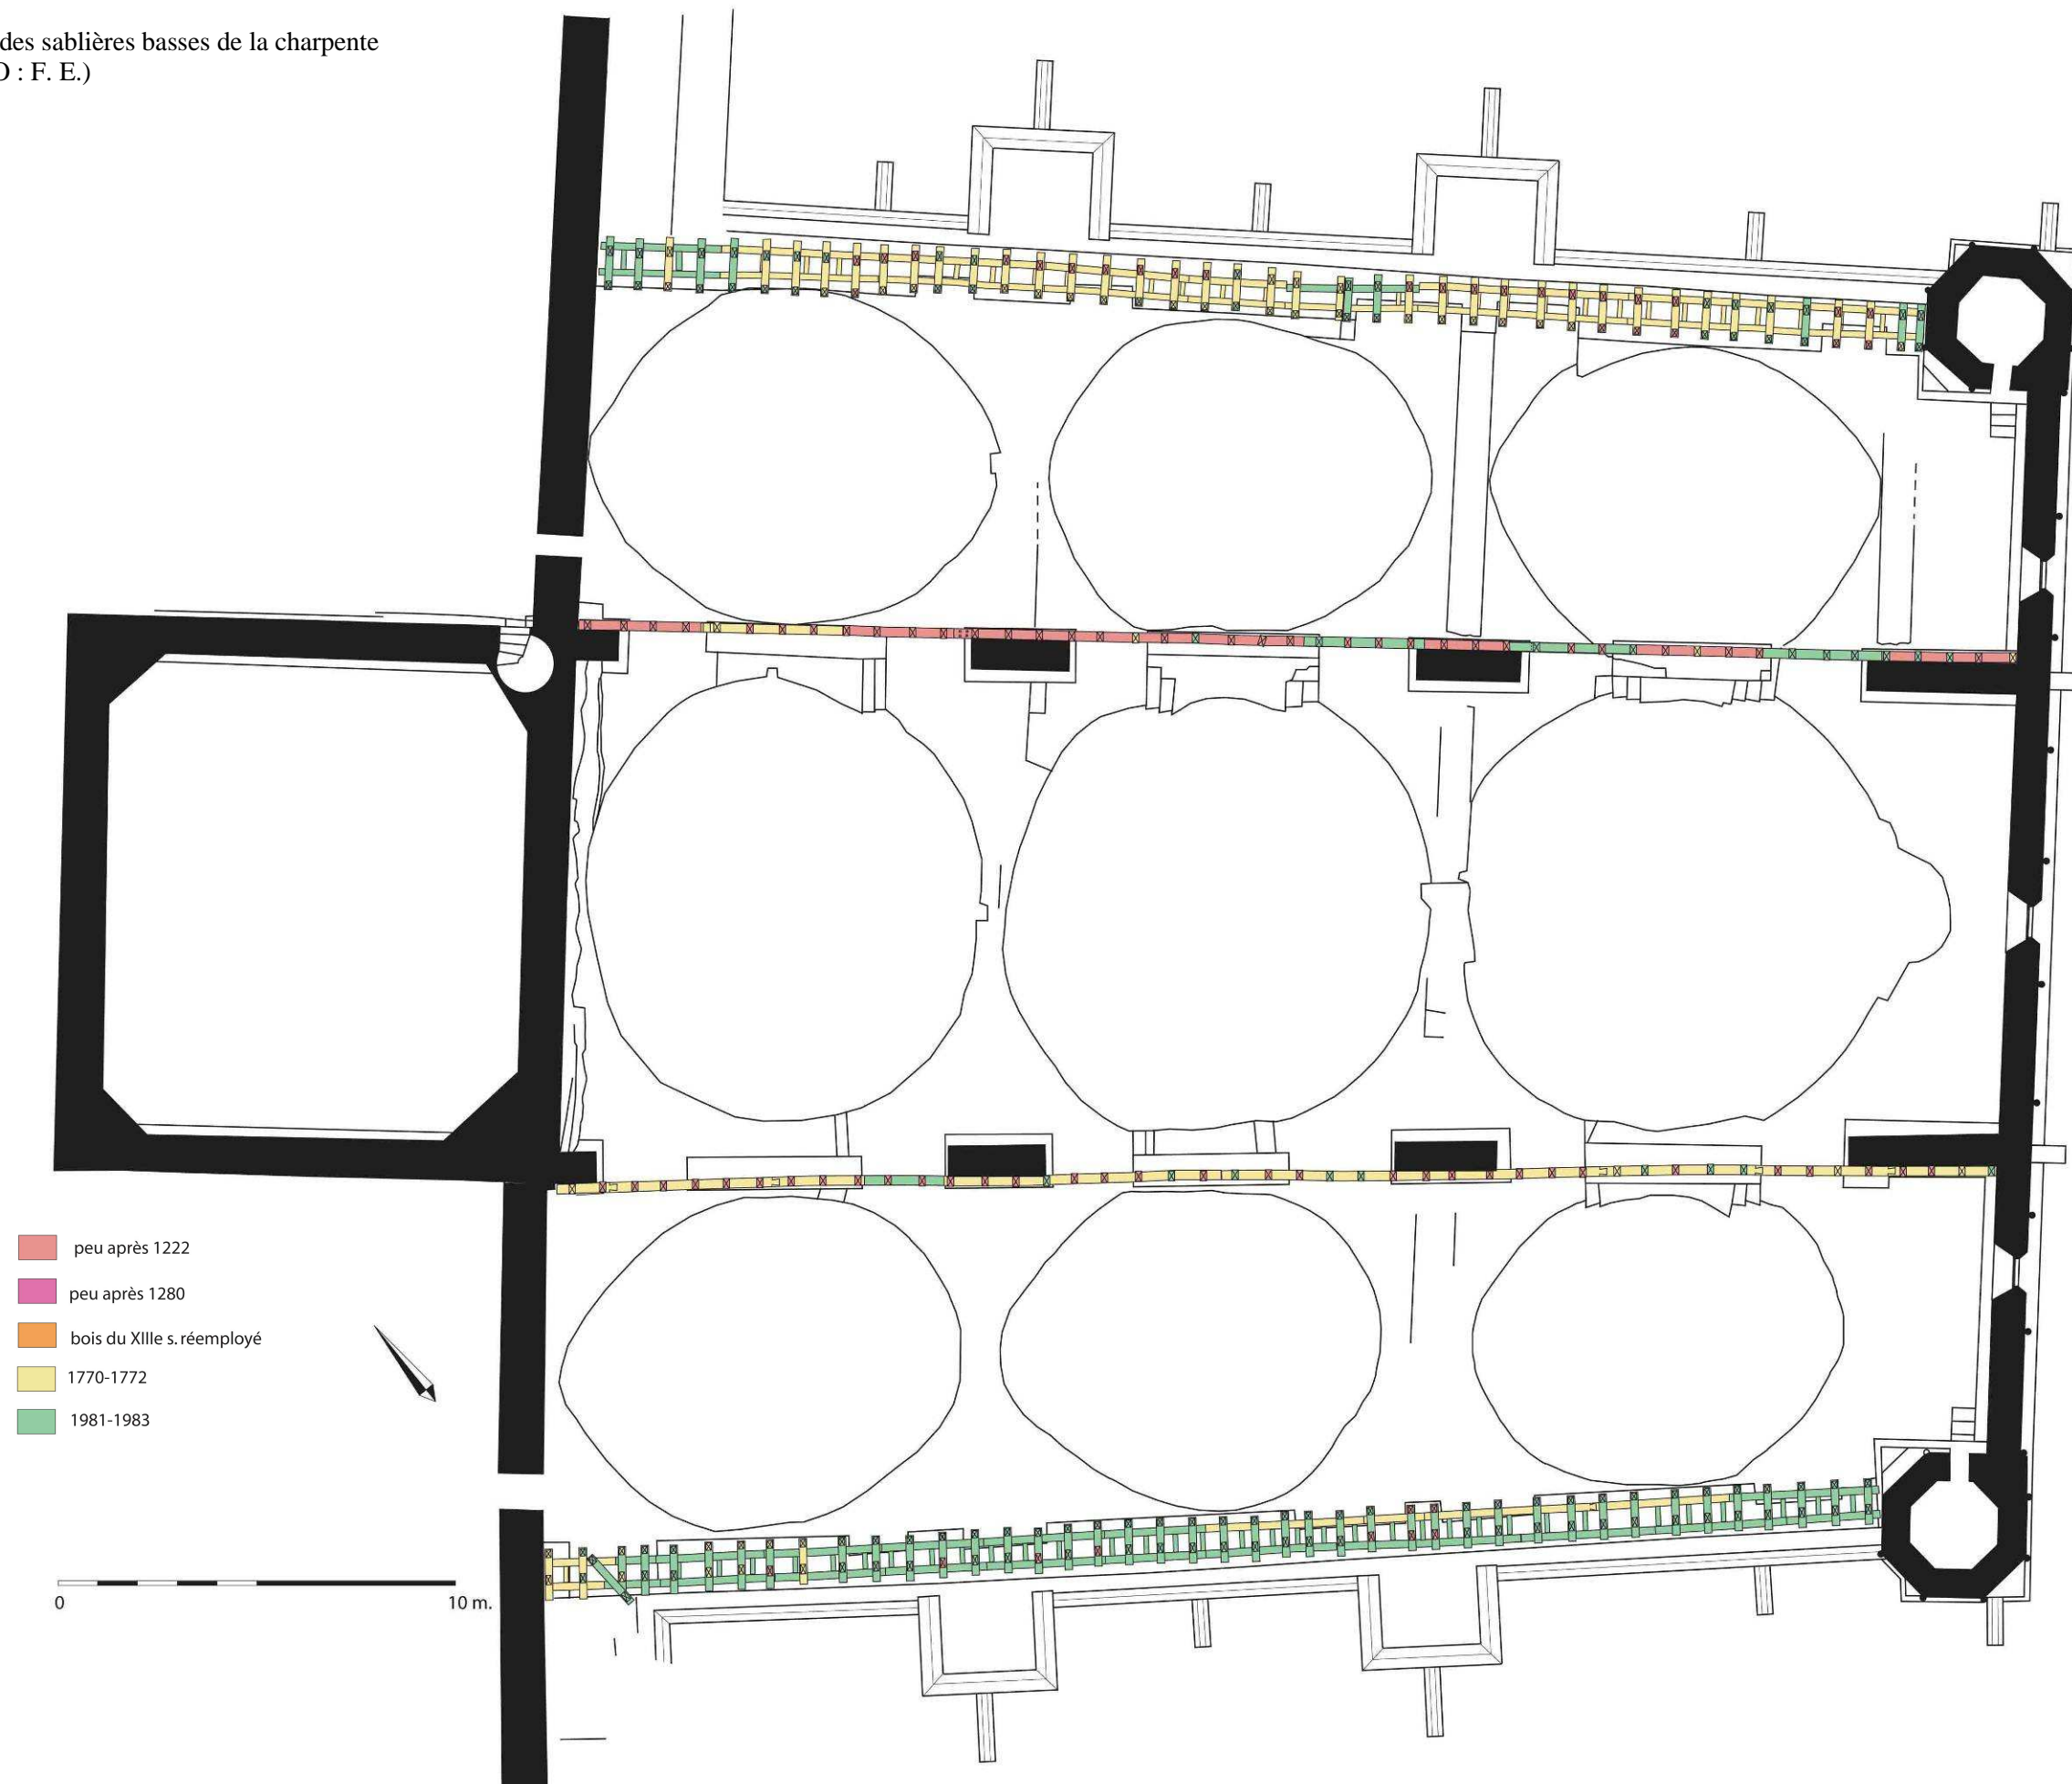 des sablières basses de la charpente
: F. E.)
peu après 1222
peu après 1280
bois du XIIIe s. réemployé
1770-1772
1981-1983
0 10 m.